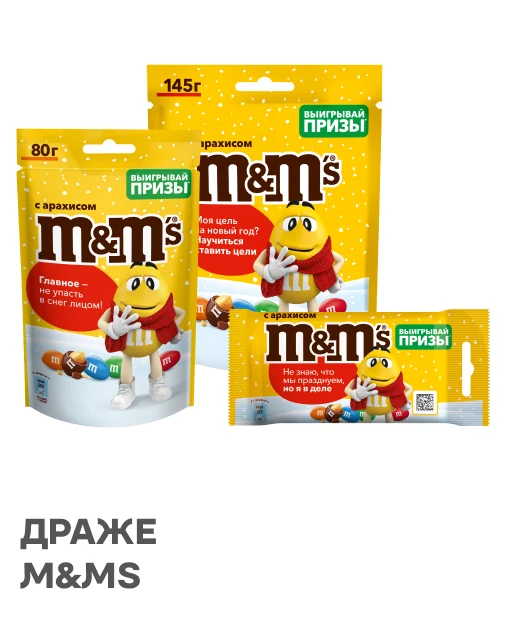 145г
ВЫИГРЫВАЙ
ПРИЗЫ
арахисом
m&m's
Моя цель
на новый год?
Научиться
ставить цели
80г
ВЫИГРЫВАЙ
ПРИЗЫ
с арахисом
m&m's
Главное –
не упасть
в снег лицом!
с арахисом
m&m's
ВЫИГРЫВАЙ
ПРИЗЫ
Не знаю, что
мы празднуем,
но я в деле
ДРАЖЕ
M&MS